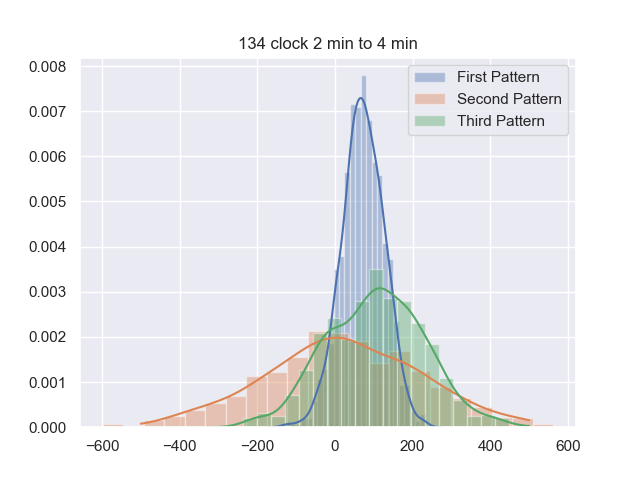 134 clock 2 min to 4 min
0.008
0.007
0.006
0.005
0.004
0.003
0.002
0.001
0.000
First Pattern
Second Pattern
Third Pattern
−600 −400 −200 0 200 400 600